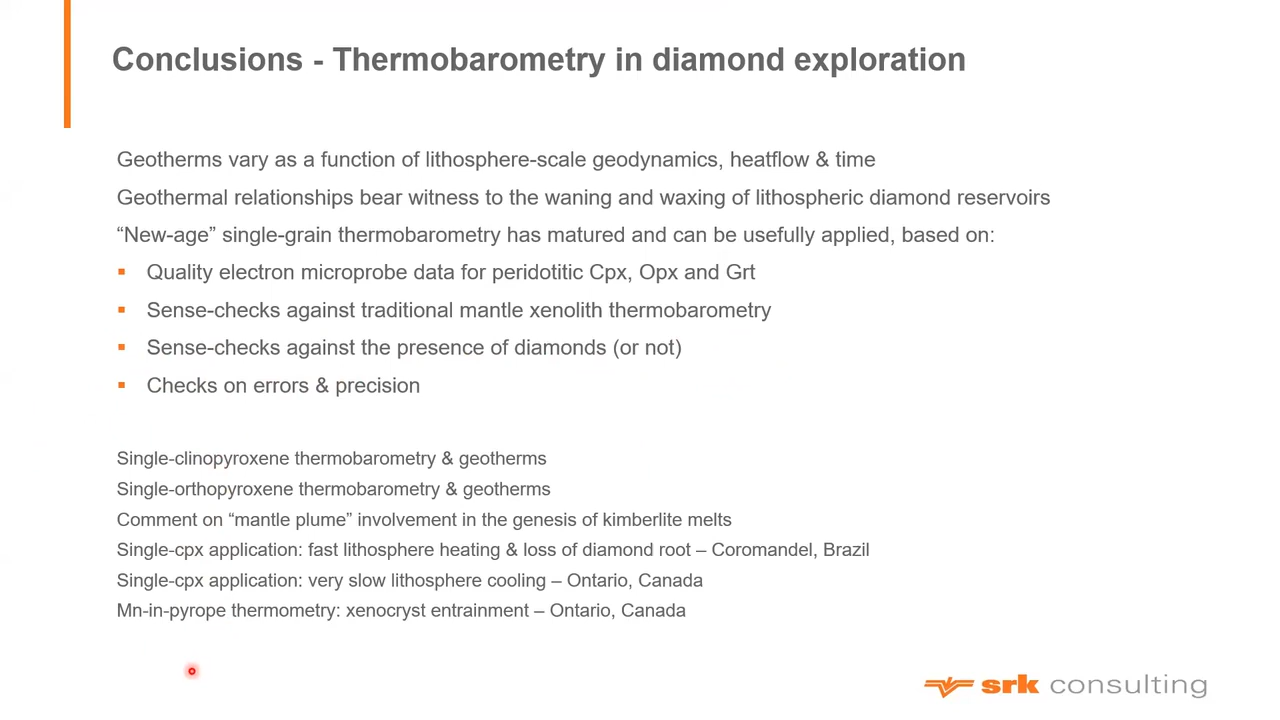 Conclusions - Thermobarometry in diamond exploration
Geotherms vary as a function of lithosphere-scale geodynamics, heatflow & time
Geothermal relationships bear witness to the waning and waxing of lithospheric diamond reservoirs
“New-age” single-grain thermobarometry has matured and can be usefully applied, based on:
Quality electron microprobe data for peridotitic Cpx, Opx and Grt
Sense-checks against traditional mantle xenolith thermobarometry
Sense-checks against the presence of diamonds (or not)
Checks on errors & precision
Single-clinopyroxene thermobarometry & geotherms
Single-orthopyroxene thermobarometry & geotherms
Comment on “mantle plume” involvement in the genesis of kimberlite melts
Single-cpx application: fast lithosphere heating & loss of diamond root – Coromandel, Brazil
Single-cpx application: very slow lithosphere cooling – Ontario, Canada
Mn-in-pyrope thermometry: xenocryst entrainment – Ontario, Canada
srk consulting